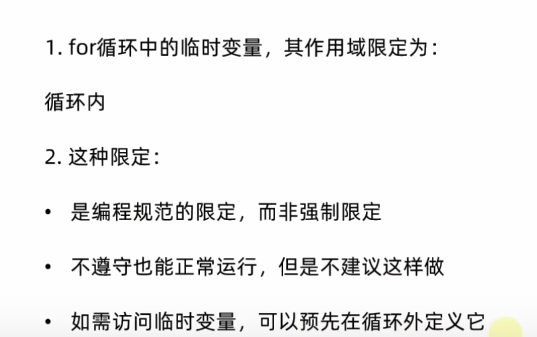 1. for循环中的临时变量，其作用域限定为：
循环内
2. 这种限定：
• 是编程规范的限定，而非强制限定
• 不遵守也能正常运行，但是不建议这样做
• 如需访问临时变量，可以预先在循环外定义它